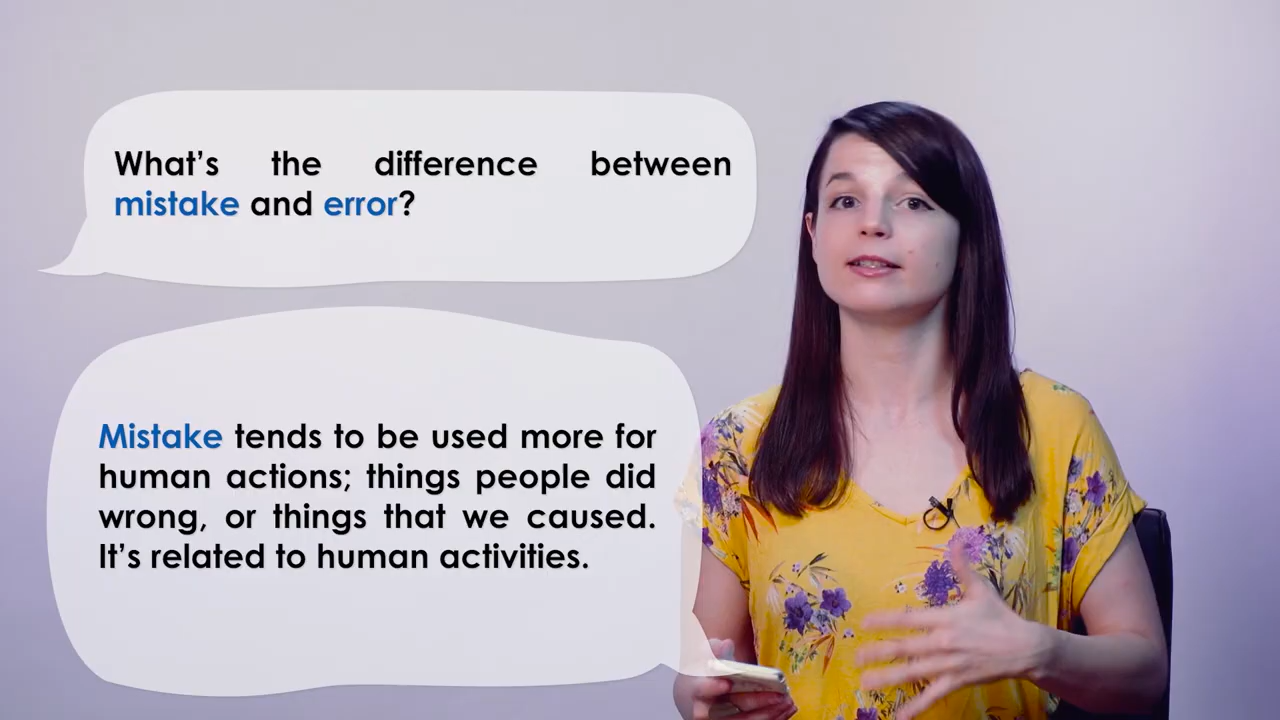 What’s the difference between
mistake and error?
Mistake tends to be used more for
human actions; things people did
wrong, or things that we caused.
It’s related to human activities.